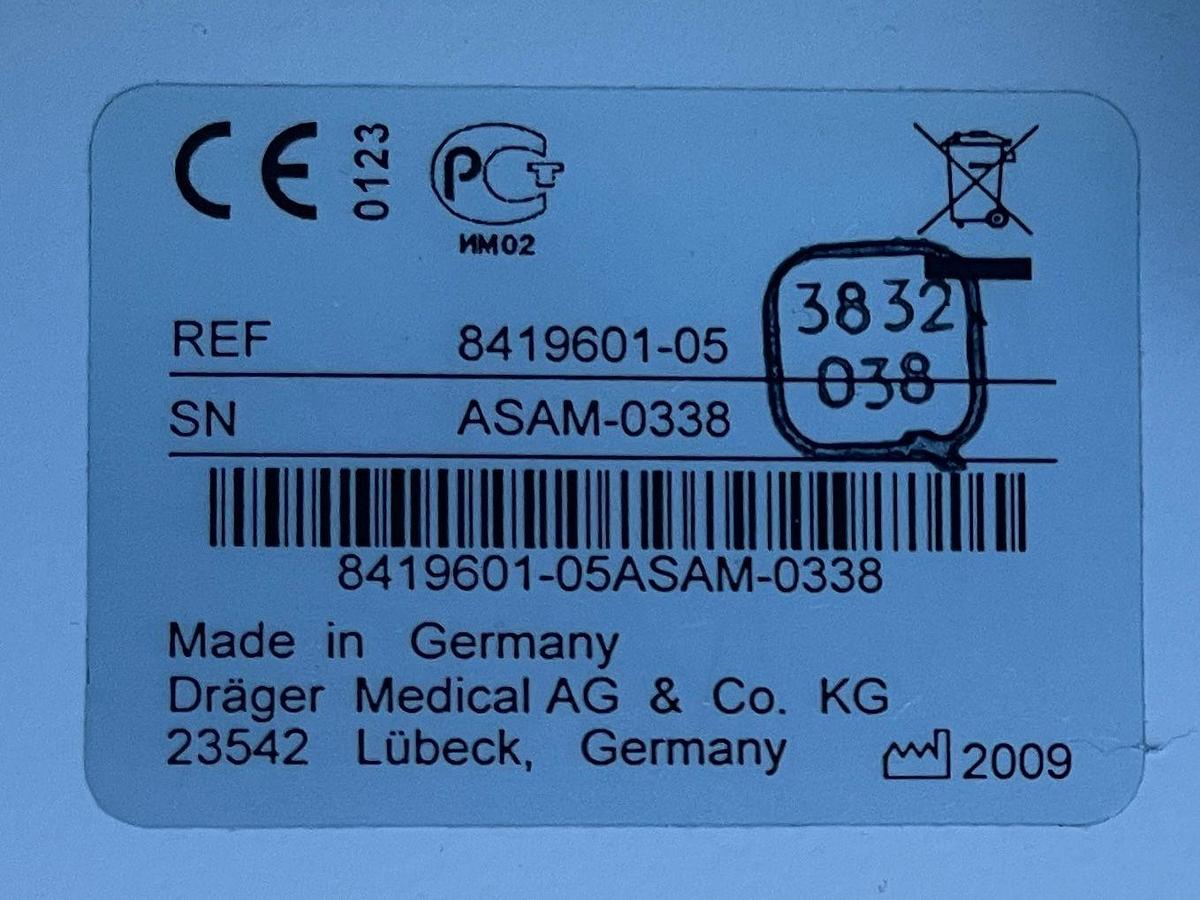 CE 0123
РСТ
ИМ02
3832
038
REF 8419601-05
SN ASAM-0338
8419601-05ASAM-0338
Made in Germany
Dräger Medical AG & Co. KG
23542 Lübeck, Germany
2009